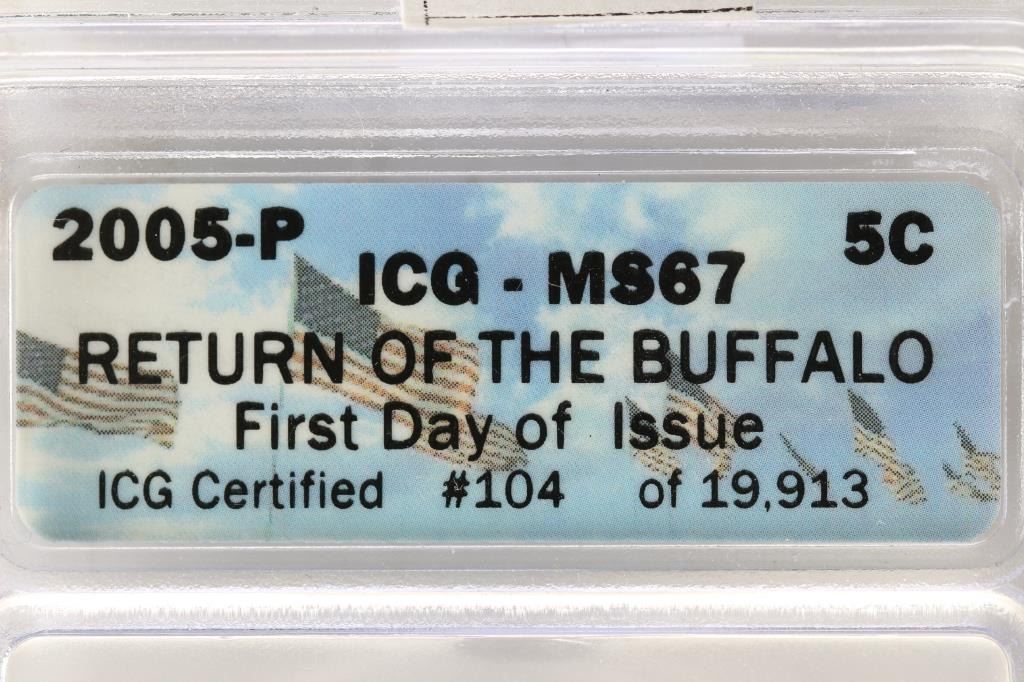 2005-P 5C
ICG - MS67
RETURN OF THE BUFFALO
First Day of Issue
ICG Certified #104 of 19,913